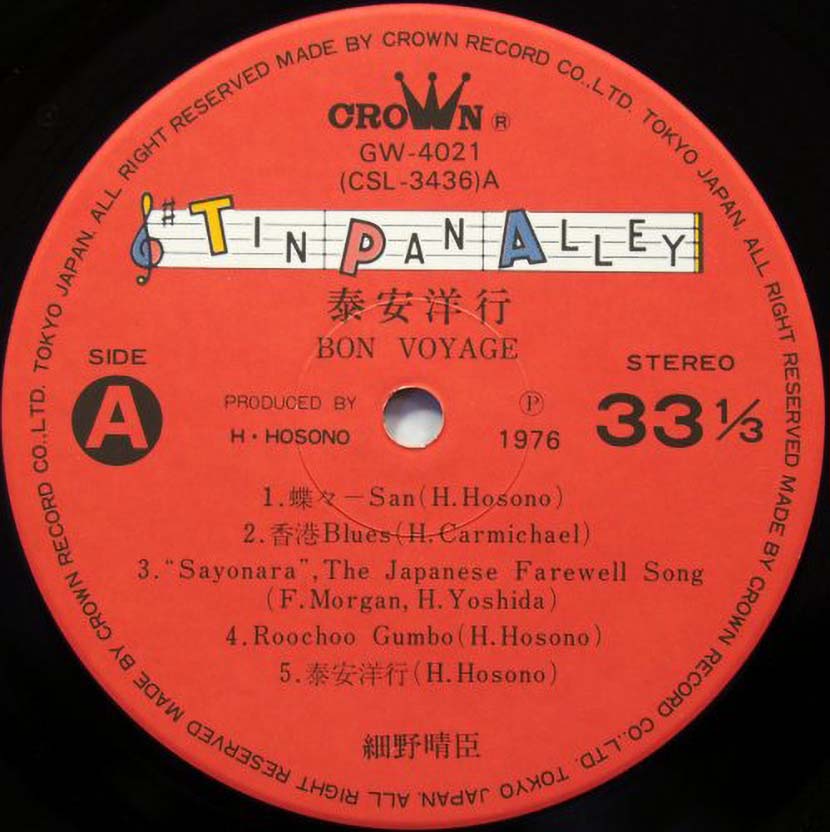 TOKYO JAPAN. ALL RIGHT RESERVED MADE BY CROWN RECORD CO.,LTD. TOKYO JAPAN. ALL RIGHT RESERVED MADE BY CROWN RECORD CO.,LTD. TOKYO JAPAN. ALL RIGHT RESERVED MADE BY CROWN RECORD CO.,LTD.
CROWN ®
GW-4021
(CSL-3436)A
TIN PAN ALLEY
泰安洋行
BON VOYAGE
SIDE
A
PRODUCED BY
H・HOSONO
Ⓟ
1976
STEREO
33 1/3
1.蝶々−San(H.Hosono)
2.香港Blues(H.Carmichael)
3.“Sayonara”,The Japanese Farewell Song
(F.Morgan,H.Yoshida)
4.Roochoo Gumbo(H.Hosono)
5.泰安洋行(H.Hosono)
細野晴臣